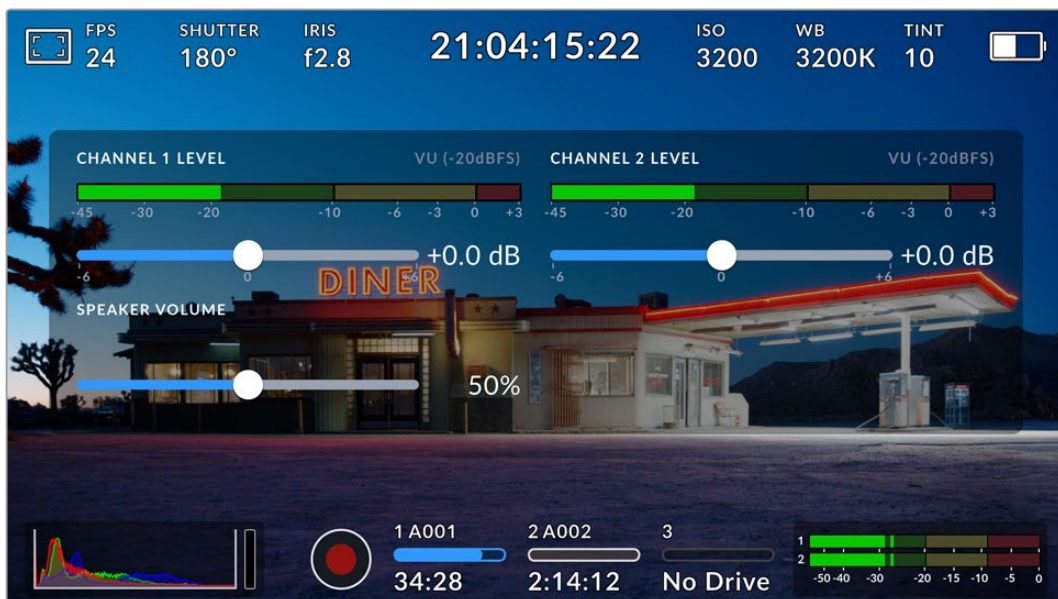 FPS SHUTTER IRIS 21:04:15:22 ISO WB TINT
24 180° f2.8 3200 3200K 10
CHANNEL 1 LEVEL VU (-20dBFS) CHANNEL 2 LEVEL VU (-20dBFS)
-45 -30 -20 -10 -6 -3 0 +3 -45 -30 -20 -10 -6 -3 0 +3
+0.0 dB +0.0 dB
-6 0 +6 -6 0 +6
DINER
SPEAKER VOLUME
50%
1 A001 2 A002 3
34:28 2:14:12 No Drive
1
2
-50 -40 -30 -20 -15 -10 -5 0